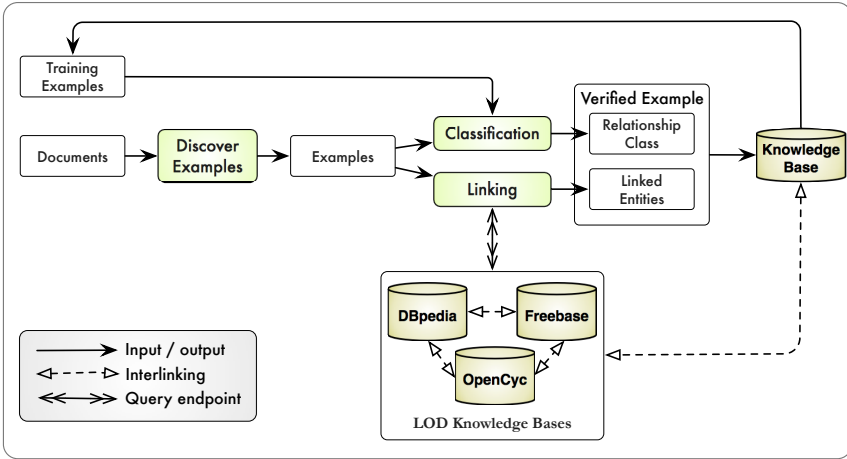 Training
Examples
Documents
Discover
Examples
Examples
Classification
Linking
Verified Example
Relationship
Class
Linked
Entities
Knowledge
Base
DBpedia
Freebase
OpenCyc
LOD Knowledge Bases
Input / output
Interlinking
Query endpoint